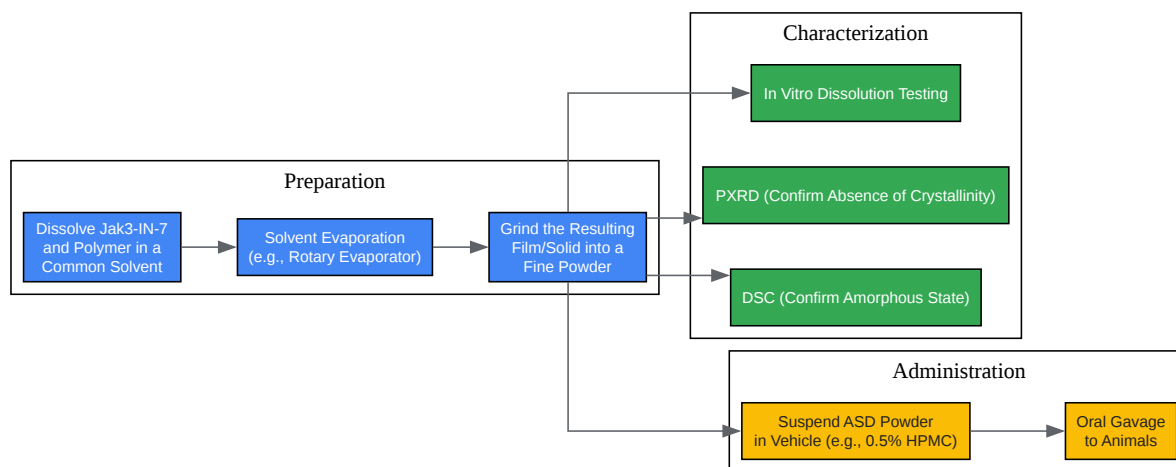 Characterization
In Vitro Dissolution Testing
PXRD (Confirm Absence of Crystallinity)
DSC (Confirm Amorphous State)
Preparation
Dissolve Jak3-IN-7
and Polymer in a
Common Solvent
Solvent Evaporation
(e.g., Rotary Evaporator)
Grind the Resulting
Film/Solid into a
Fine Powder
Administration
Suspend ASD Powder
in Vehicle (e.g., 0.5% HPMC)
Oral Gavage
to Animals